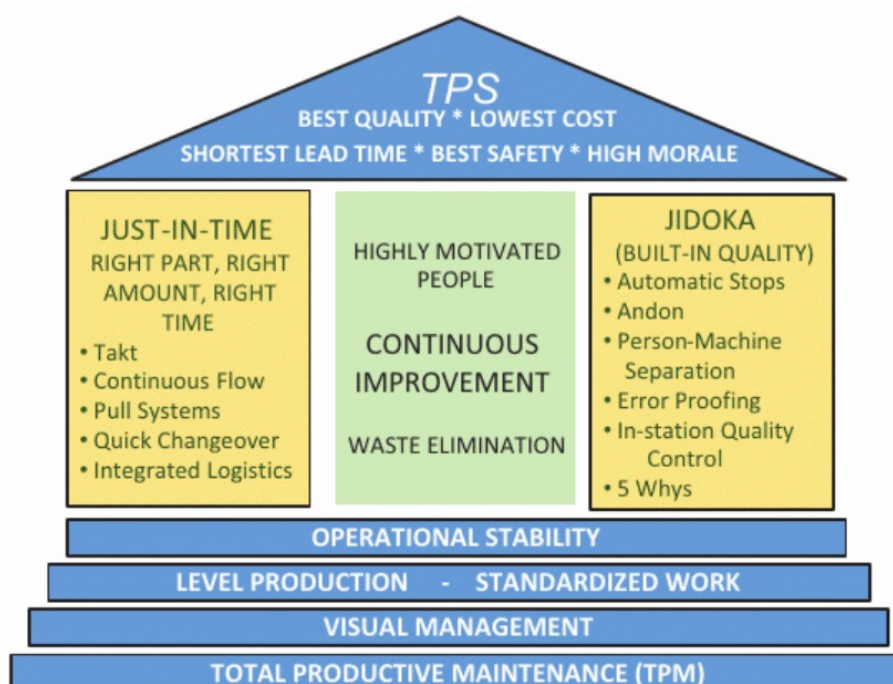 TPS
BEST QUALITY * LOWEST COST
SHORTEST LEAD TIME * BEST SAFETY * HIGH MORALE
JUST-IN-TIME
RIGHT PART, RIGHT
AMOUNT, RIGHT
TIME
• Takt
• Continuous Flow
• Pull Systems
• Quick Changeover
• Integrated Logistics
HIGHLY MOTIVATED
PEOPLE
CONTINUOUS
IMPROVEMENT
WASTE ELIMINATION
JIDOKA
(BUILT-IN QUALITY)
• Automatic Stops
• Andon
• Person-Machine
Separation
• Error Proofing
• In-station Quality
Control
• 5 Whys
OPERATIONAL STABILITY
LEVEL PRODUCTION - STANDARDIZED WORK
VISUAL MANAGEMENT
TOTAL PRODUCTIVE MAINTENANCE (TPM)